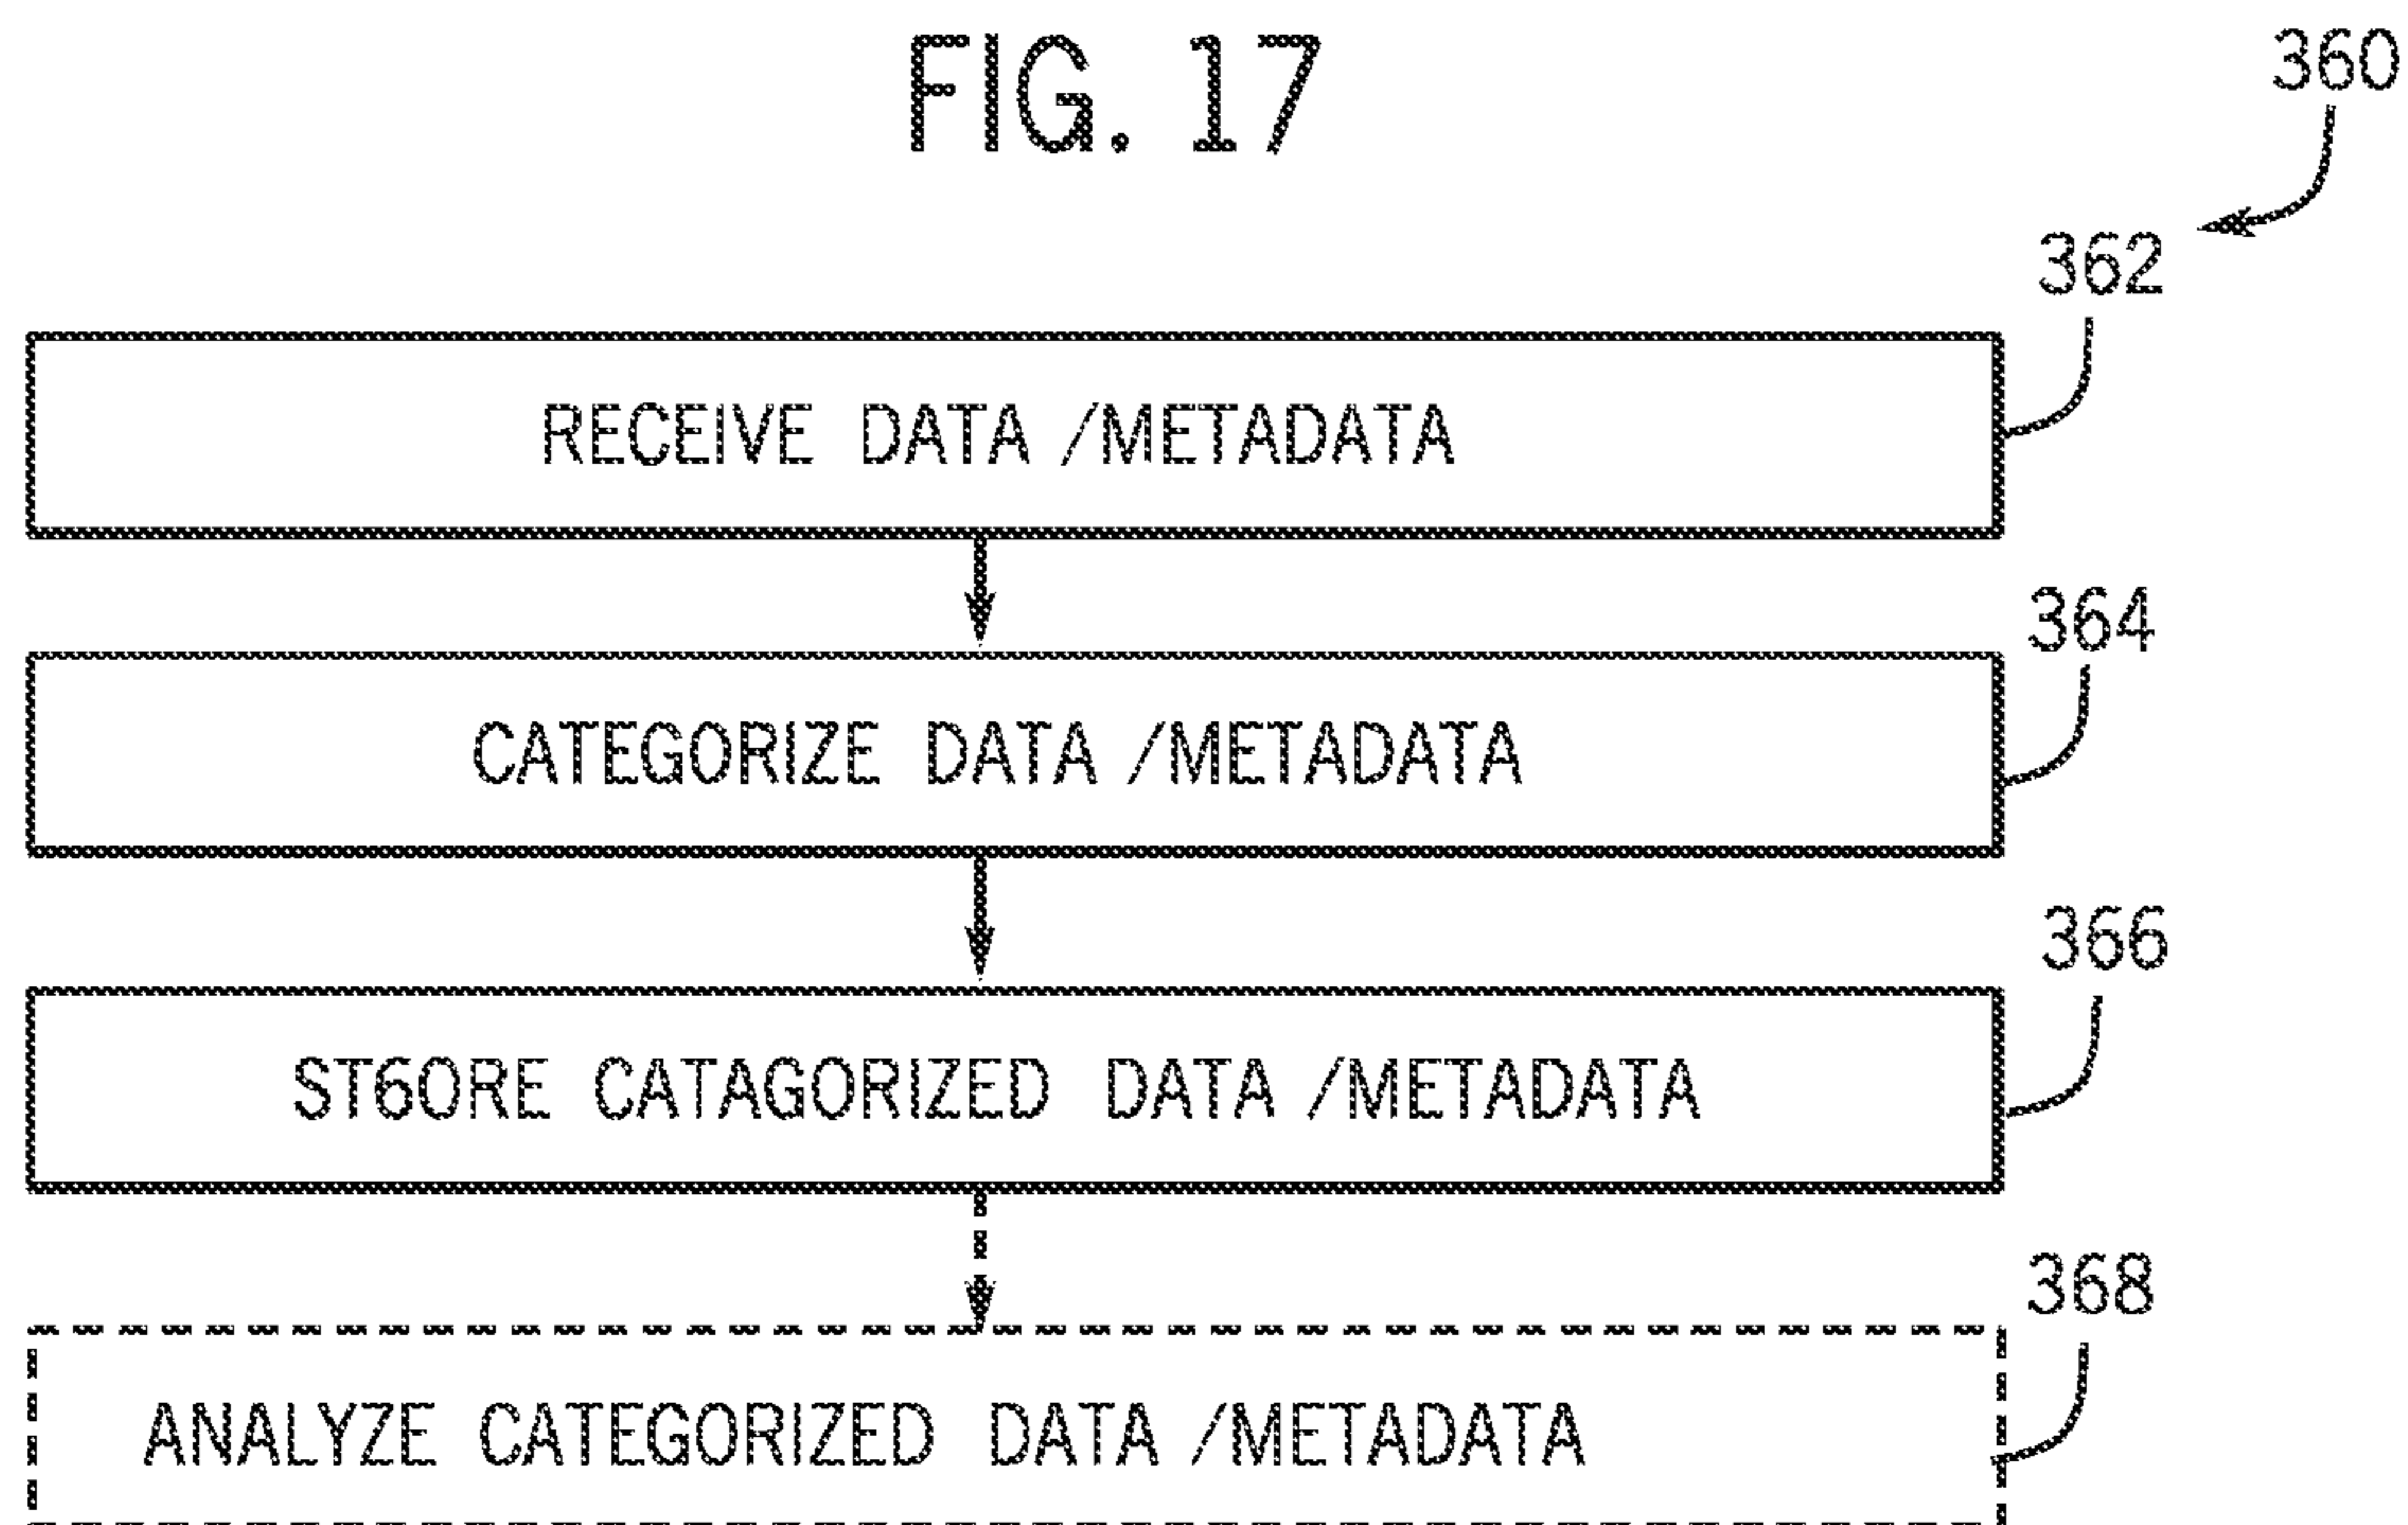 FIG. 17
360
362
RECEIVE DATA /METADATA
364
CATEGORIZE DATA /METADATA
366
ST6ORE CATAGORIZED DATA /METADATA
368
ANALYZE CATEGORIZED DATA /METADATA